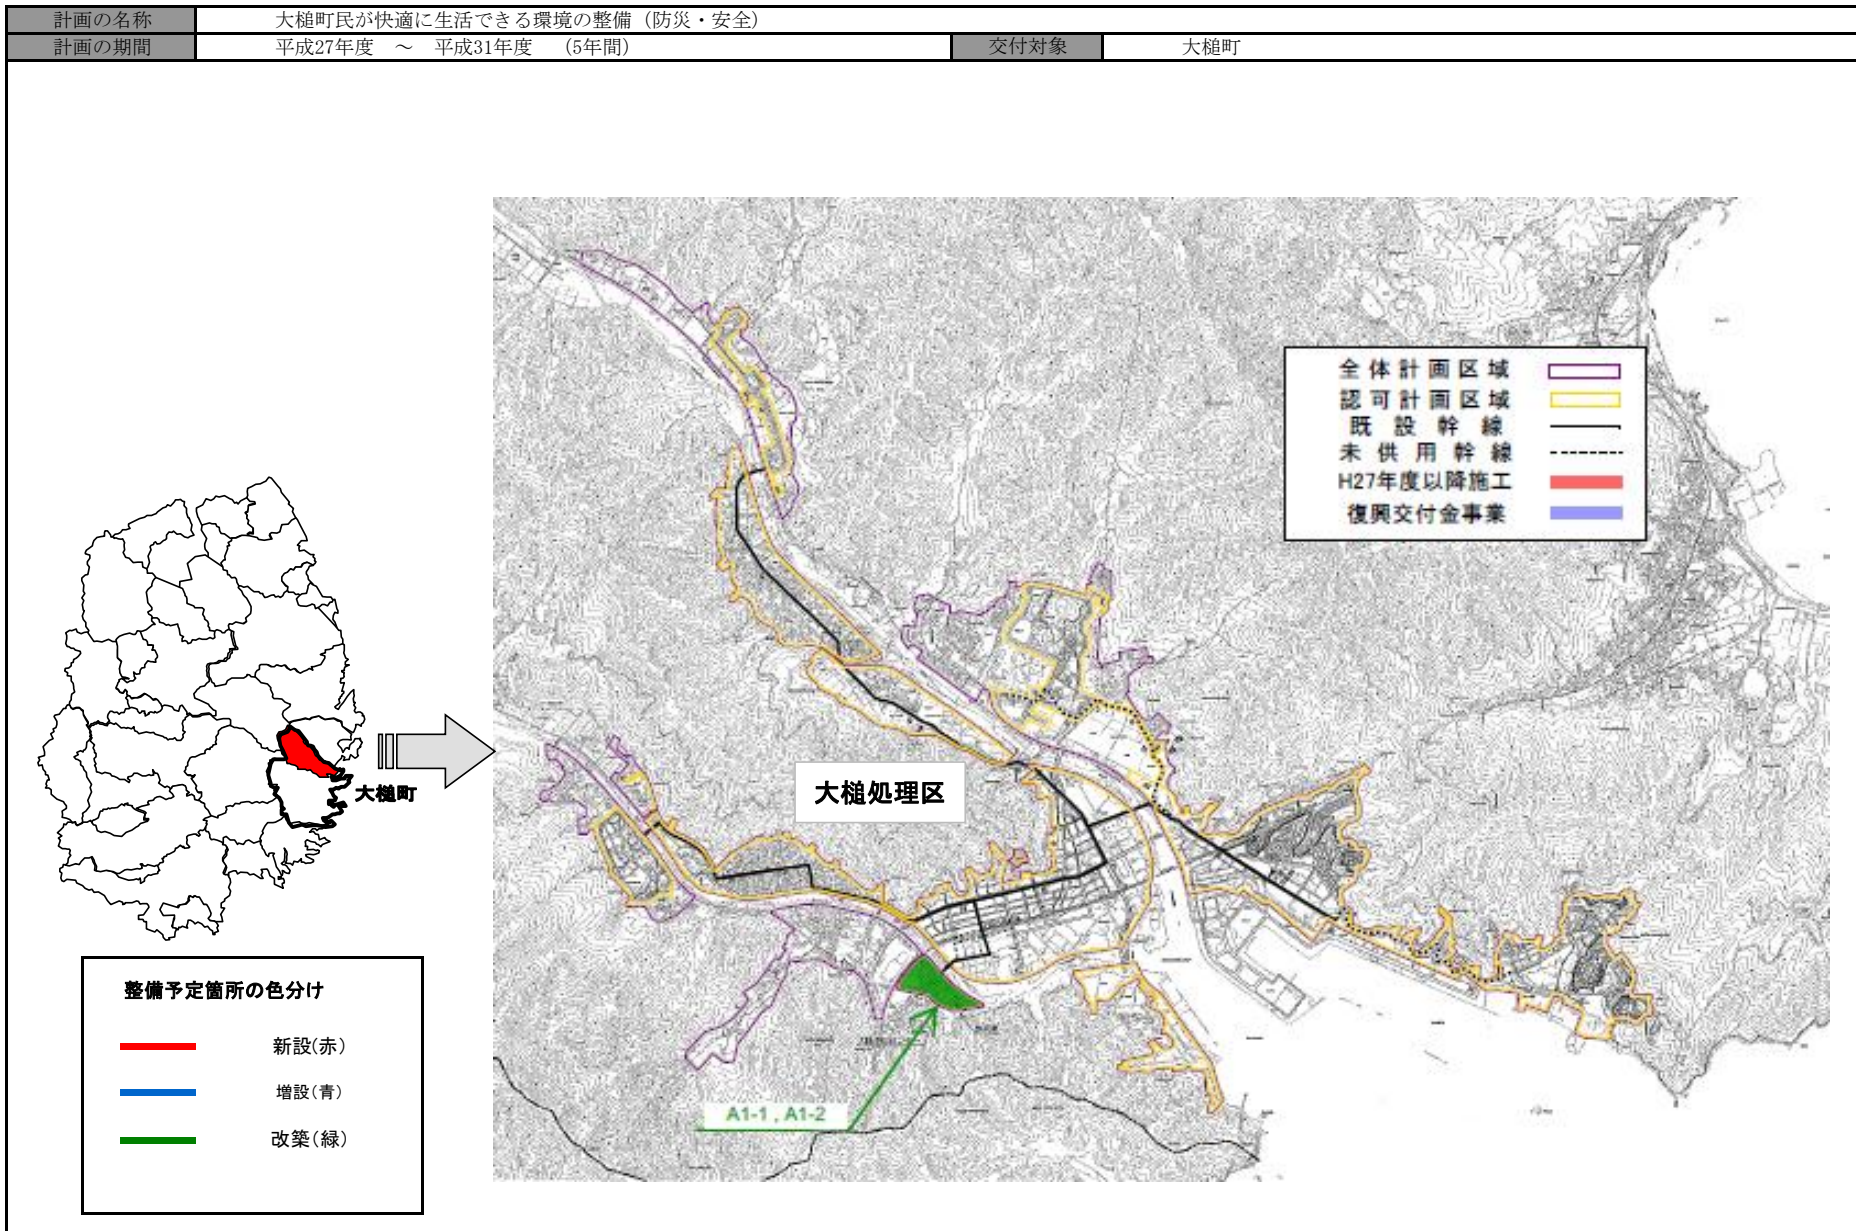 計画の名称 大槌町民が快適に生活できる環境の整備（防災・安全）
計画の期間 平成27年度 ～ 平成31年度 （5年間） 交付対象 大槌町
全体計画区域
認可計画区域
既設幹線
未供用幹線
H27年度以降施工
復興交付金事業
大槌町
大槌処理区
整備予定箇所の色分け
新設(赤)
増設(青)
改築(緑)
A1-1 , A1-2